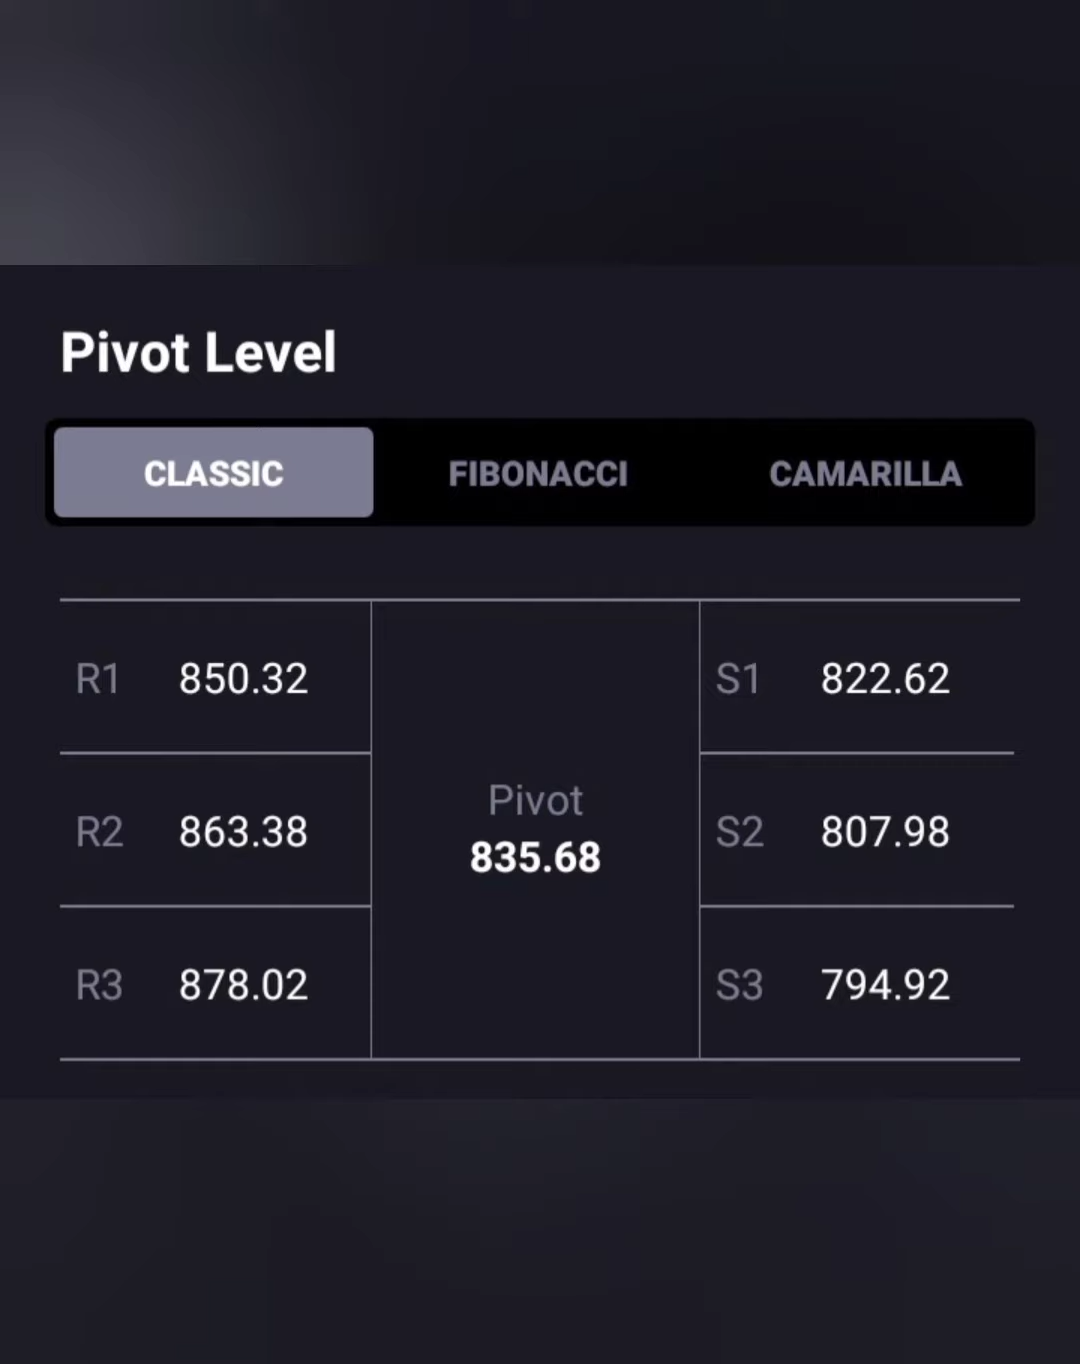 Pivot Level
CLASSIC FIBONACCI CAMARILLA
R1 850.32 S1 822.62
Pivot
R2 863.38 S2 807.98
835.68
R3 878.02 S3 794.92